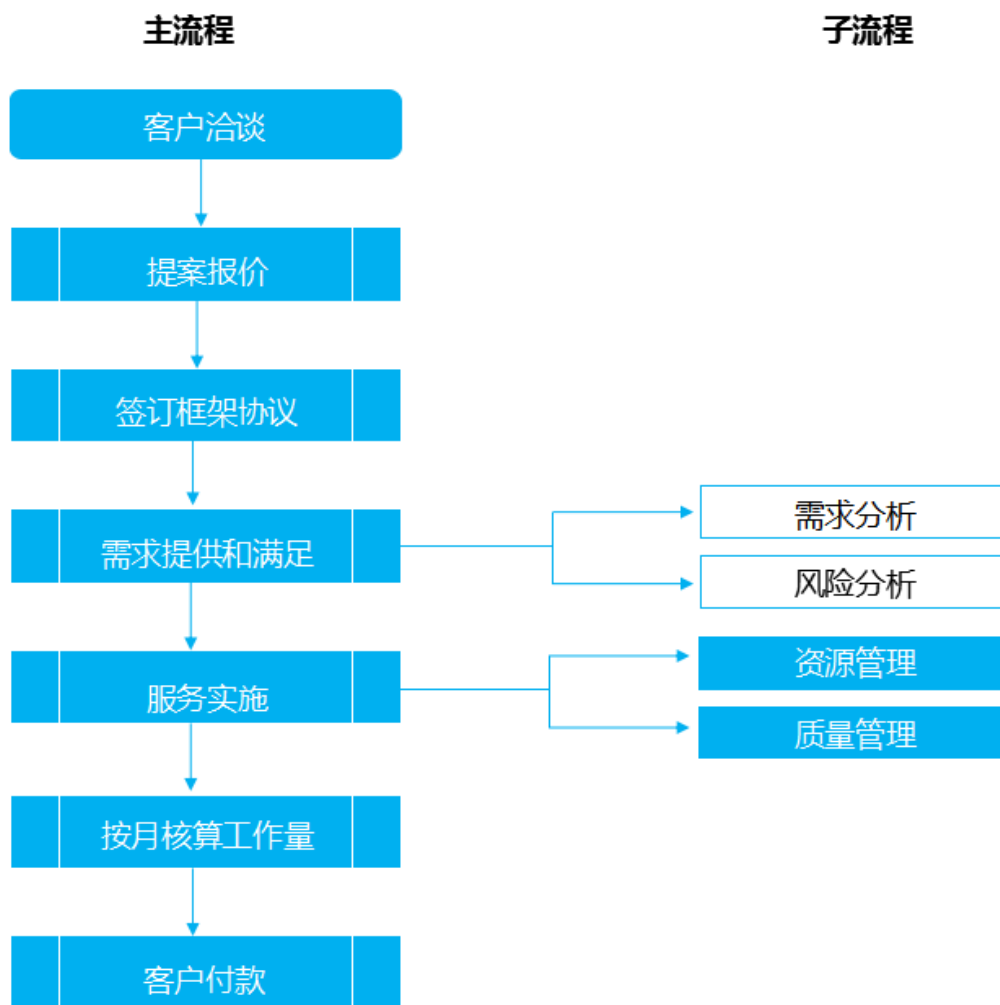 主流程
子流程
客户洽谈
提案报价
签订框架协议
需求提供和满足
需求分析
风险分析
服务实施
资源管理
质量管理
按月核算工作量
客户付款